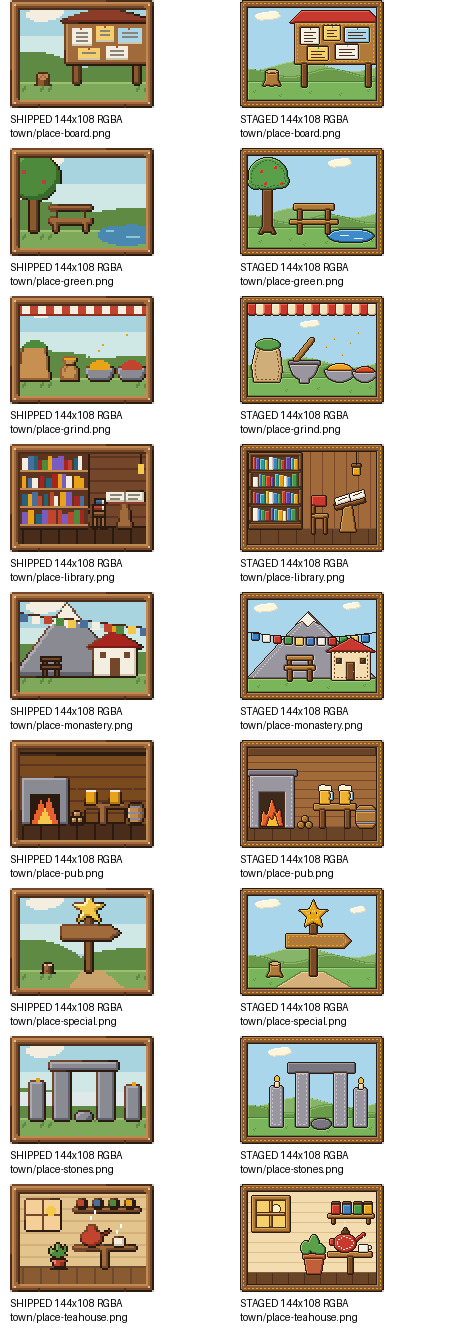 SHIPPED 144x108 RGBA
town/place-board.png
STAGED 144x108 RGBA
town/place-board.png
SHIPPED 144x108 RGBA
town/place-green.png
STAGED 144x108 RGBA
town/place-green.png
SHIPPED 144x108 RGBA
town/place-grind.png
STAGED 144x108 RGBA
town/place-grind.png
SHIPPED 144x108 RGBA
town/place-library.png
STAGED 144x108 RGBA
town/place-library.png
SHIPPED 144x108 RGBA
town/place-monastery.png
STAGED 144x108 RGBA
town/place-monastery.png
SHIPPED 144x108 RGBA
town/place-pub.png
STAGED 144x108 RGBA
town/place-pub.png
SHIPPED 144x108 RGBA
town/place-special.png
STAGED 144x108 RGBA
town/place-special.png
SHIPPED 144x108 RGBA
town/place-stones.png
STAGED 144x108 RGBA
town/place-stones.png
SHIPPED 144x108 RGBA
town/place-teahouse.png
STAGED 144x108 RGBA
town/place-teahouse.png